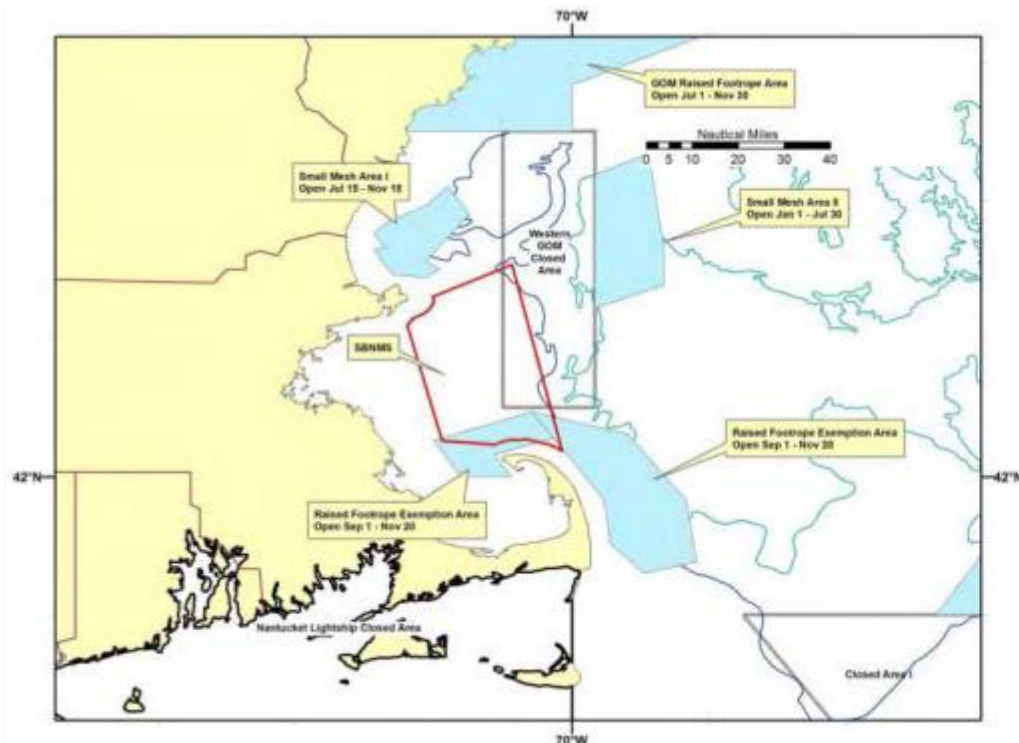 70°W
GOM Raised Footrope Area
Open Jul 1 - Nov 30
Nautical Miles
0 5 10 20 30 40
Small Mesh Area I
Open Jul 15 - Nov 15
Small Mesh Area II
Open Jan 1 - Jul 30
Western
GOM
Closed
Area
SBNMS
Raised Footrope Exemption Area
Open Sep 1 - Nov 20
42°N
42°N
Raised Footrope Exemption Area
Open Sep 1 - Nov 20
Nantucket Lightship Closed Area
Closed Area I
70°W